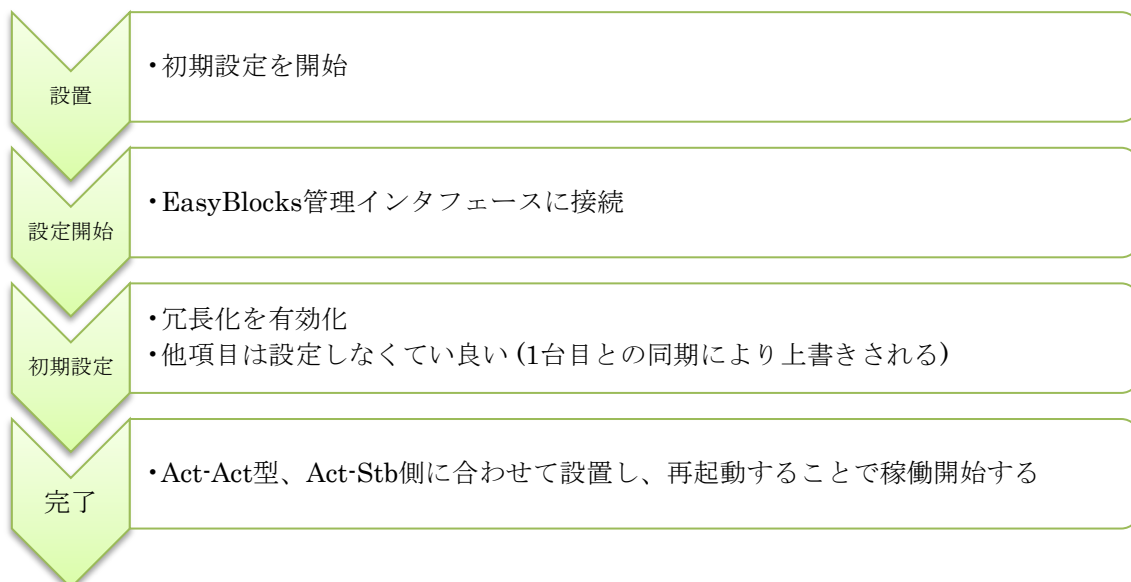 設置
・初期設定を開始
設定開始
・EasyBlocks管理インタフェースに接続
初期設定
・冗長化を有効化
・他項目は設定しなくてい良い (1台目との同期により上書きされる)
完了
・Act-Act型、Act-Stb側に合わせて設置し、再起動することで稼働開始する